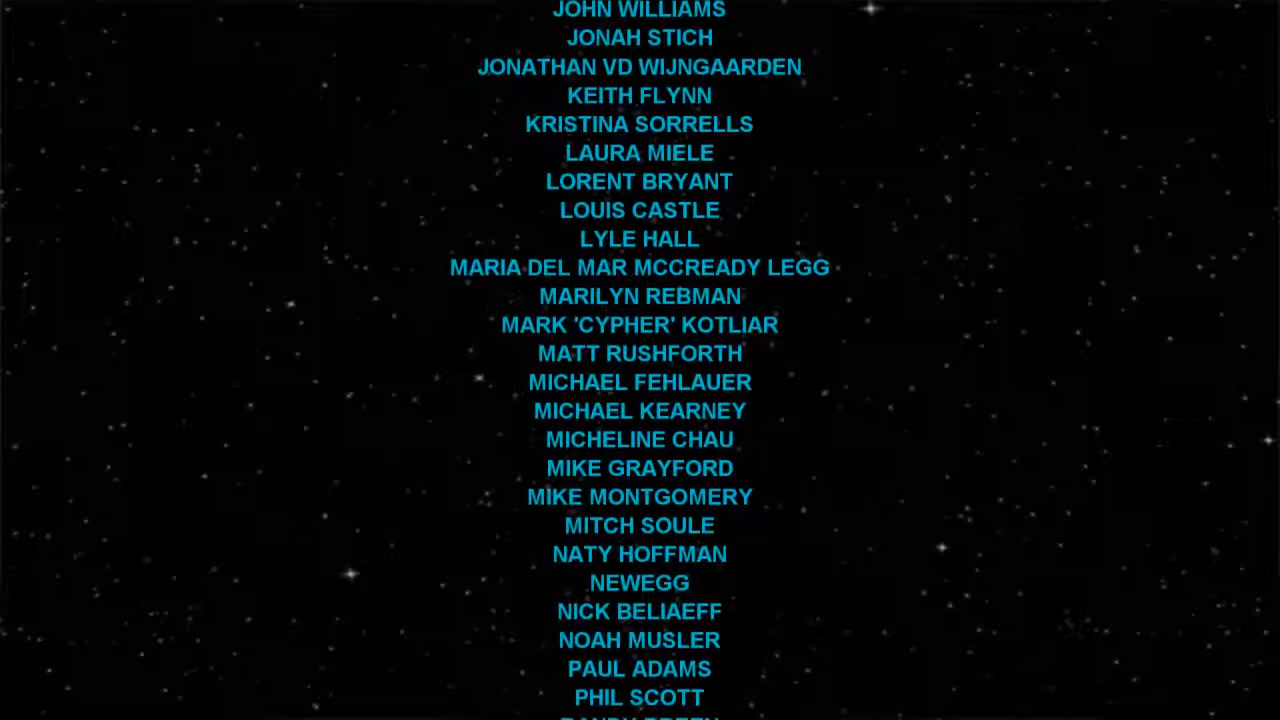 JOHN WILLIAMS
JONAH STICH
JONATHAN VD WIJNGAARDEN
KEITH FLYNN
KRISTINA SORRELLS
LAURA MIELE
LORENT BRYANT
LOUIS CASTLE
LYLE HALL
MARIA DEL MAR MCCREADY LEGG
MARILYN REBMAN
MARK 'CYPHER' KOTLIAR
MATT RUSHFORTH
MICHAEL FEHLAUER
MICHAEL KEARNEY
MICHELINE CHAU
MIKE GRAYFORD
MIKE MONTGOMERY
MITCH SOULE
NATY HOFFMAN
NEWEGG
NICK BELIAEFF
NOAH MUSLER
PAUL ADAMS
PHIL SCOTT